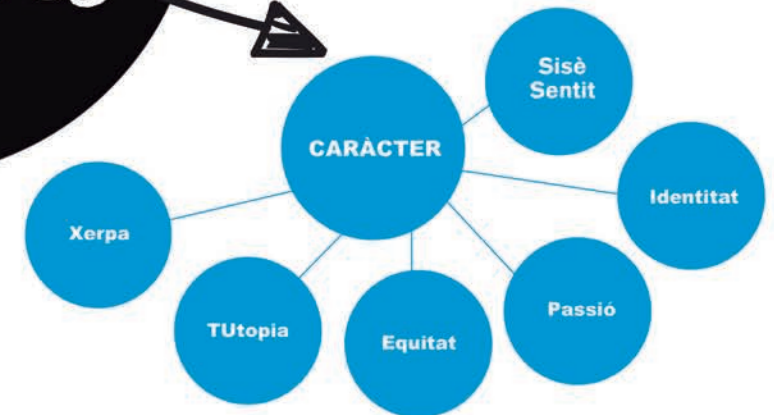 Sisè
Sentit
CARÀCTER
Identitat
Xerpa
Passió
TUtopia
Equitat